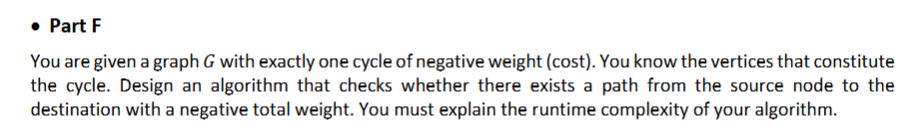 • Part F
You are given a graph G with exactly one cycle of negative weight (cost). You know the vertices that constitute
the cycle. Design an algorithm that checks whether there exists a path from the source node to the
destination with a negative total weight. You must explain the runtime complexity of your algorithm.